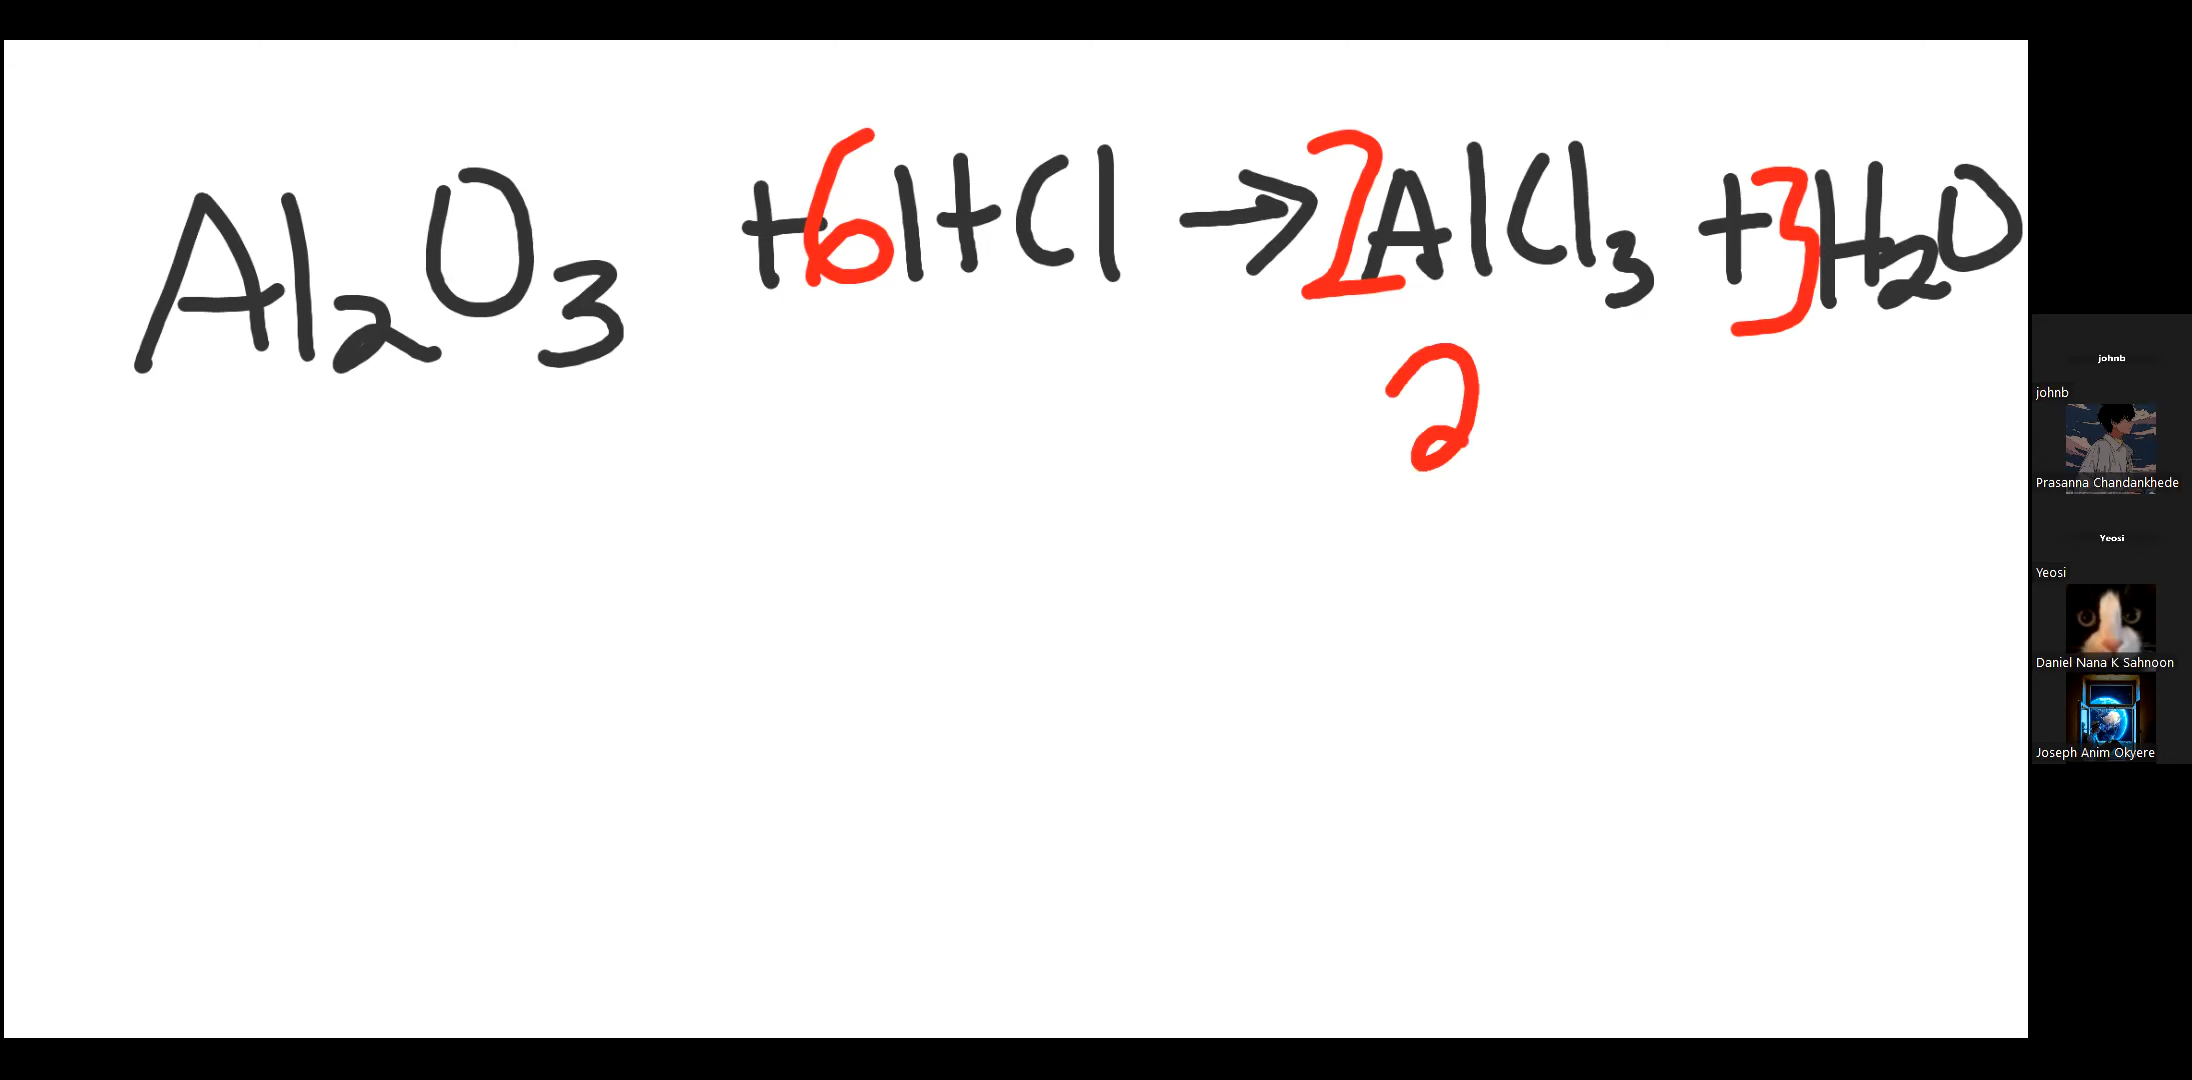 Al₂O₃ +6HCl → 2AlCl₃ +3H₂O
2
johnb
johnb
Prasanna Chandankhede
Yeosi
Yeosi
Daniel Nana K Sahnoon
Joseph Anim Okyere